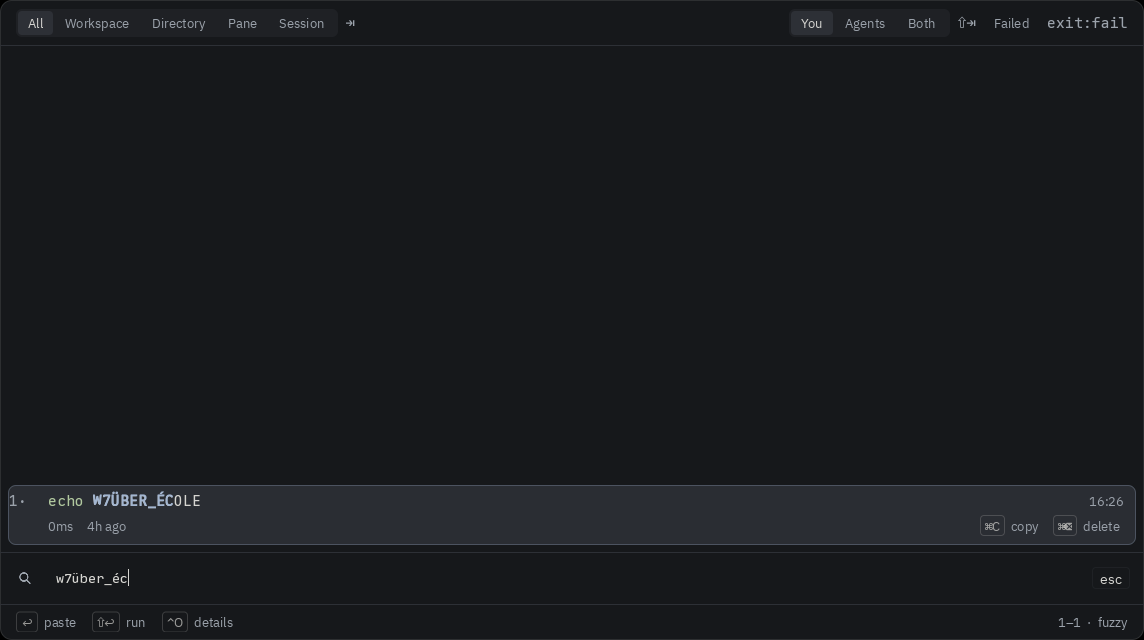 All Workspace Directory Pane Session ⇥ You Agents Both ⇧⇥ Failed exit:fail
1· echo W7ÜBER_ÉCOLE 16:26
0ms 4h ago ⌘C copy ⌘⌫ delete
w7über_éc esc
↩ paste ⇧↩ run ^O details 1–1 · fuzzy